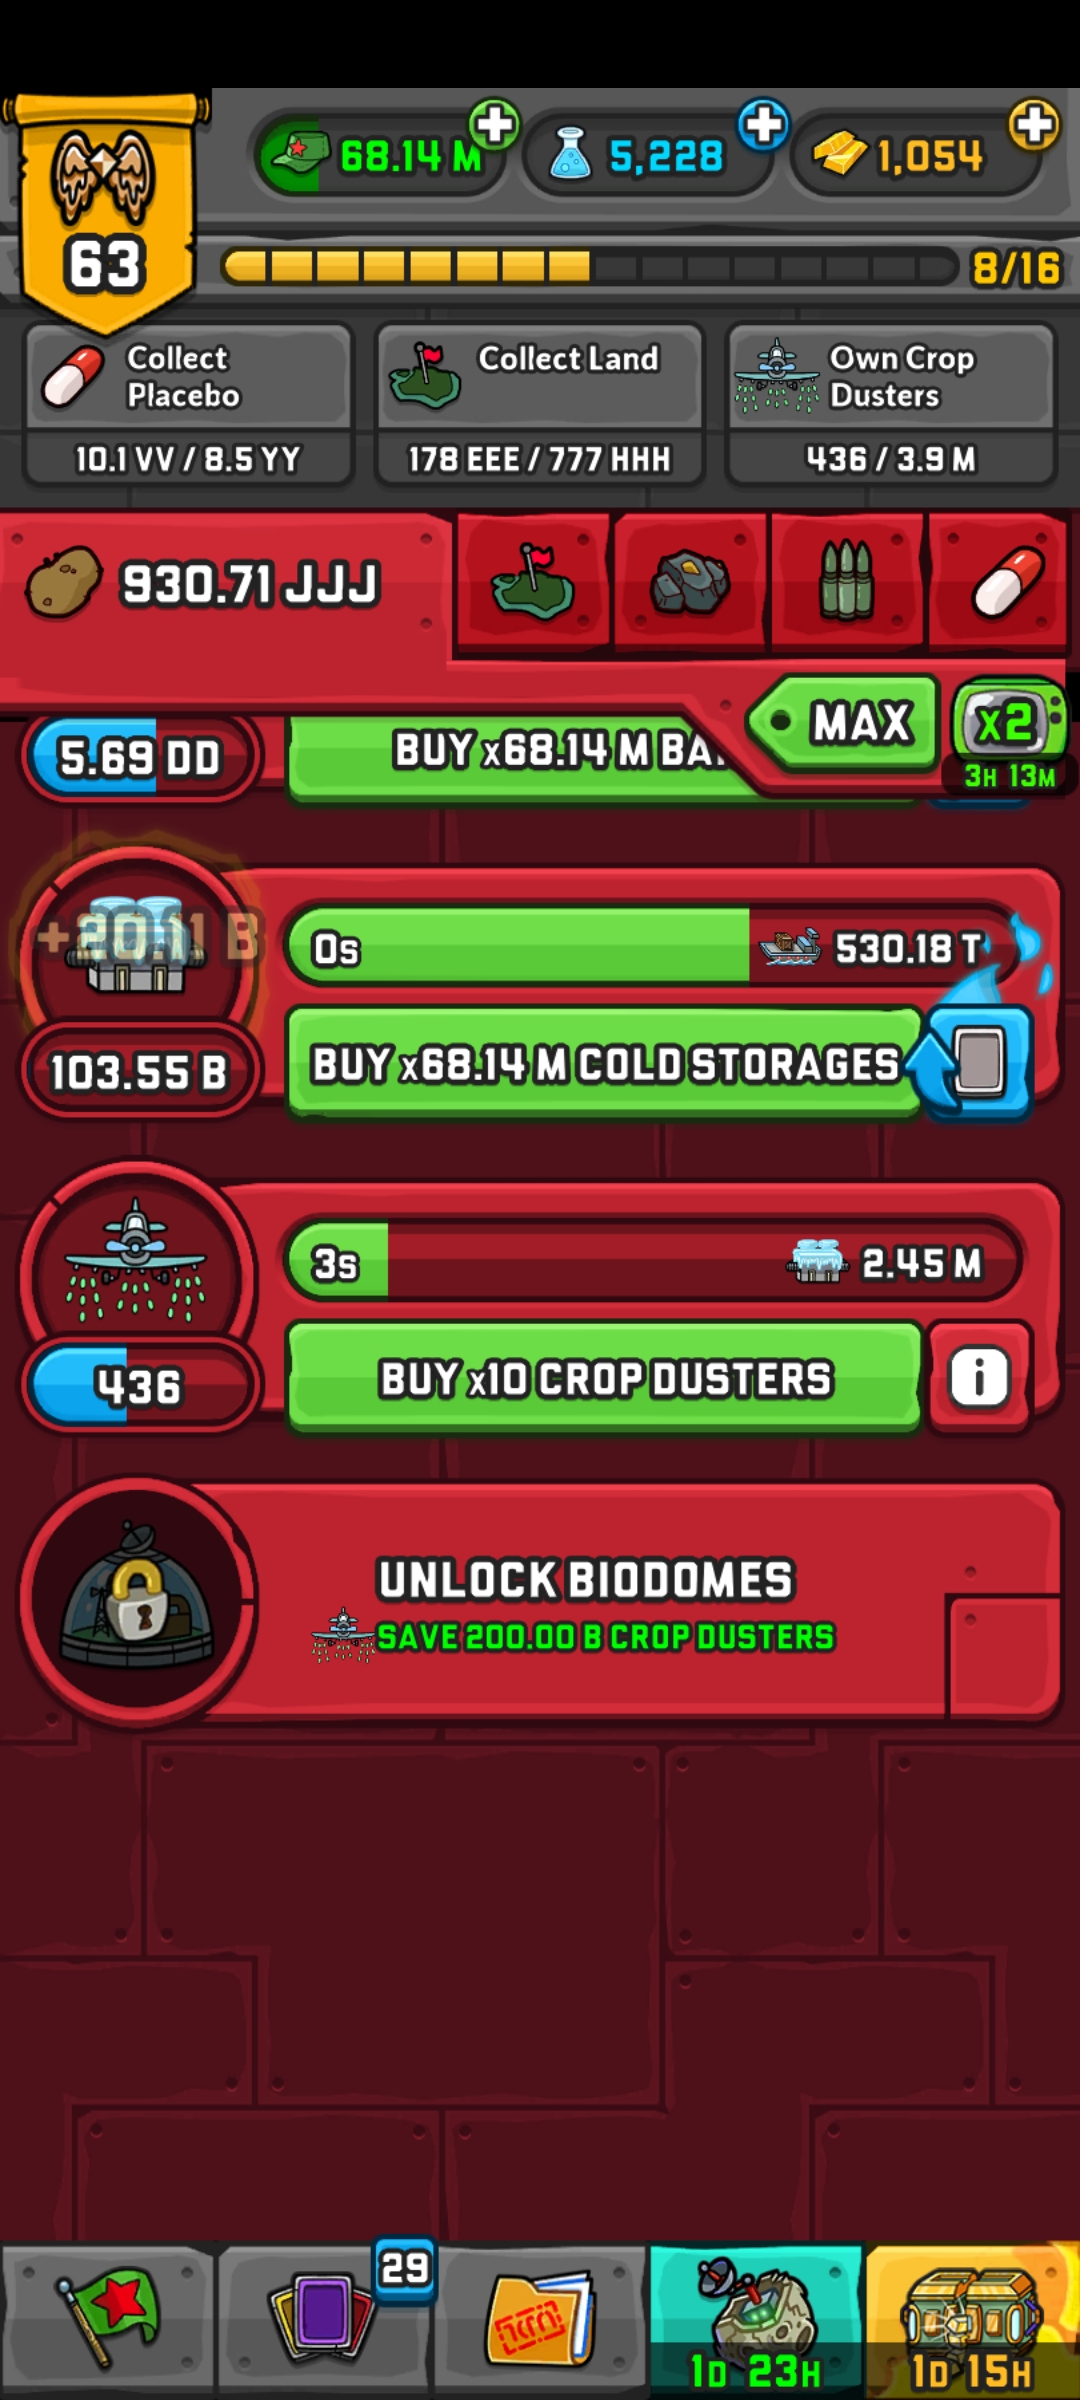 68.14 M
5,228
1,054
63
8/16
Collect
Placebo
10.1 VV / 8.5 YY
Collect Land
178 EEE / 777 HHH
Own Crop
Dusters
436 / 3.9 M
930.71 JJJ
MAX
x2
3H 13M
5.69 DD
BUY x68.14 M
+20.11 B
0s
530.18 T
103.55 B
BUY x68.14 M COLD STORAGES
3s
2.45 M
436
BUY x10 CROP DUSTERS
i
UNLOCK BIODOMES
SAVE 200.00 B CROP DUSTERS
29
1D 23H
1D 15H